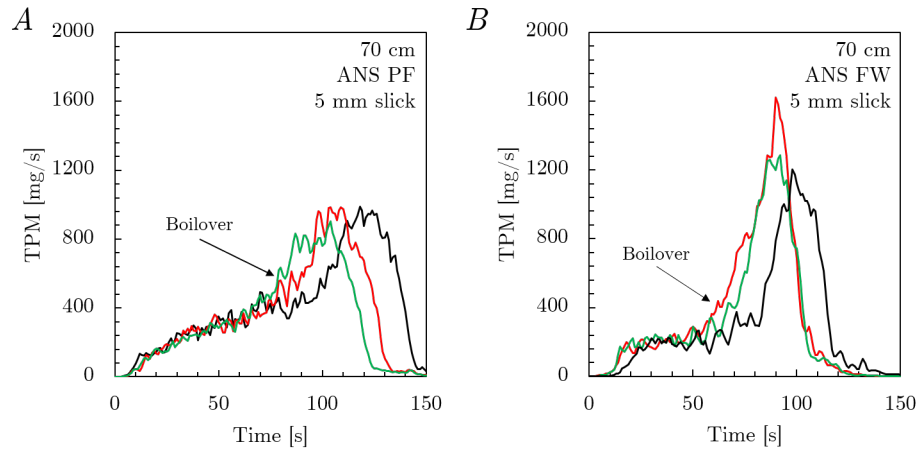 A
2000
1600
1200
800
400
0
TPM [mg/s]
70 cm
ANS PF
5 mm slick
Boilover
0
50
100
150
Time [s]
B
2000
1600
1200
800
400
0
TPM [mg/s]
70 cm
ANS FW
5 mm slick
Boilover
0
50
100
150
Time [s]